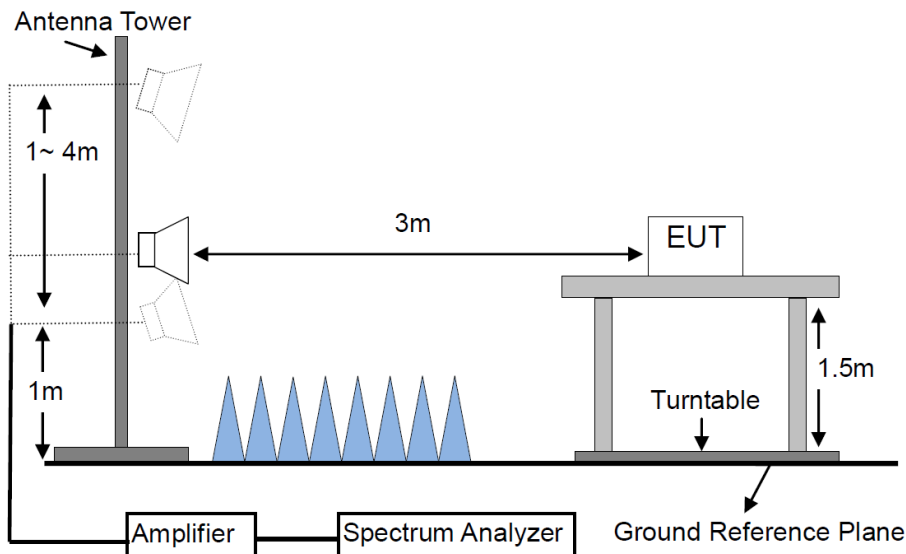 Antenna Tower
1~ 4m
3m
EUT
1m
1.5m
Turntable
Amplifier
Spectrum Analyzer
Ground Reference Plane